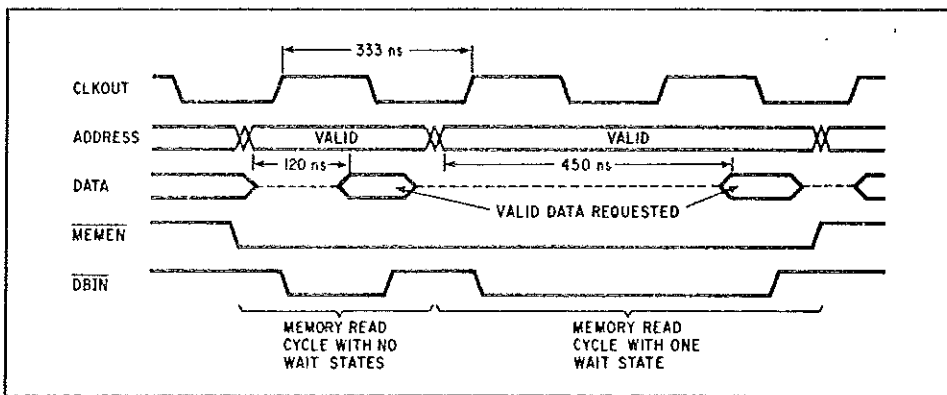 333 ns
CLKOUT
ADDRESS
VALID
VALID
120 ns
450 ns
DATA
VALID DATA REQUESTED
MEMEN
DBIN
MEMORY READ
CYCLE WITH NO
WAIT STATES
MEMORY READ
CYCLE WITH ONE
WAIT STATE